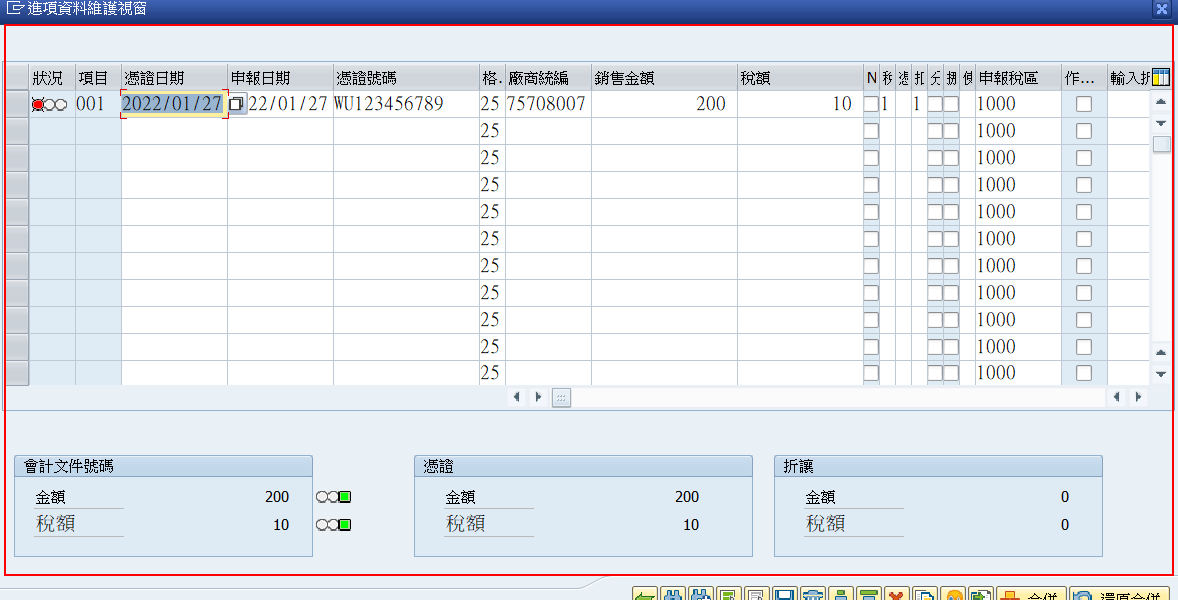 進項資料維護視窗
狀況 項目 憑證日期 申報日期 憑證號碼 格. 廠商統編 銷售金額 稅額 N 稅 憑 扣 分 捆 使 申報稅區 作... 輸入折
001 2022/01/27 22/01/27 WU123456789 25 75708007 200 10 1 1 1000
25 1000
25 1000
25 1000
25 1000
25 1000
25 1000
25 1000
25 1000
25 1000
25 1000
會計文件號碼 憑證 折讓
金額 200 金額 200 金額 0
稅額 10 稅額 10 稅額 0
合併 還原合併